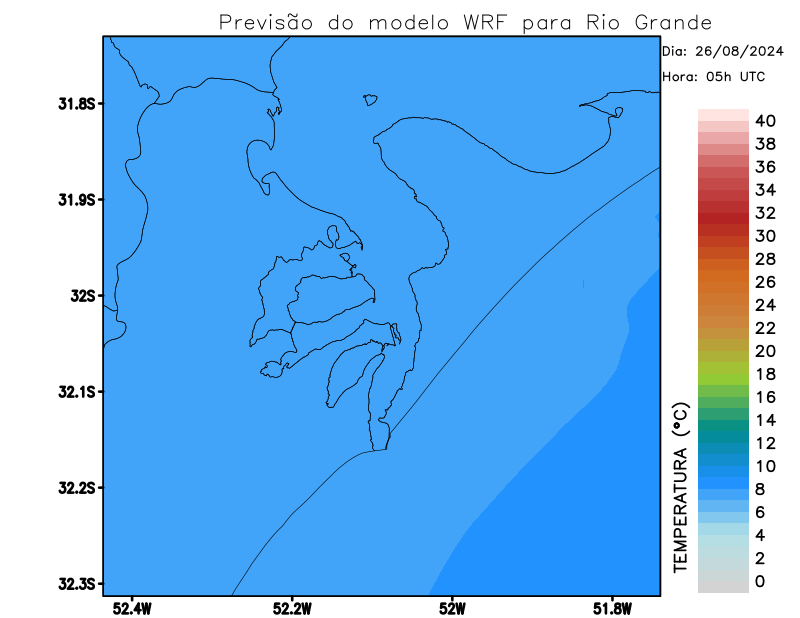 Previsão do modelo WRF para Rio Grande
Dia: 26/08/2024
Hora: 05h UTC
31.8S
31.9S
32S
32.1S
32.2S
32.3S
52.4W
52.2W
52W
51.8W
TEMPERATURA (°C)
40
38
36
34
32
30
28
26
24
22
20
18
16
14
12
10
8
6
4
2
0